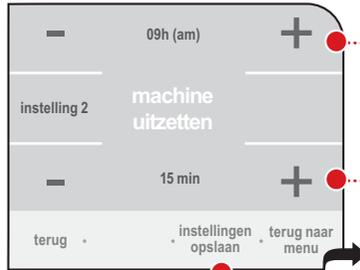 − 09h (am) +
instelling 2
machine
uitzetten
− 15 min +
terug
instellingen
opslaan
terug naar
menu